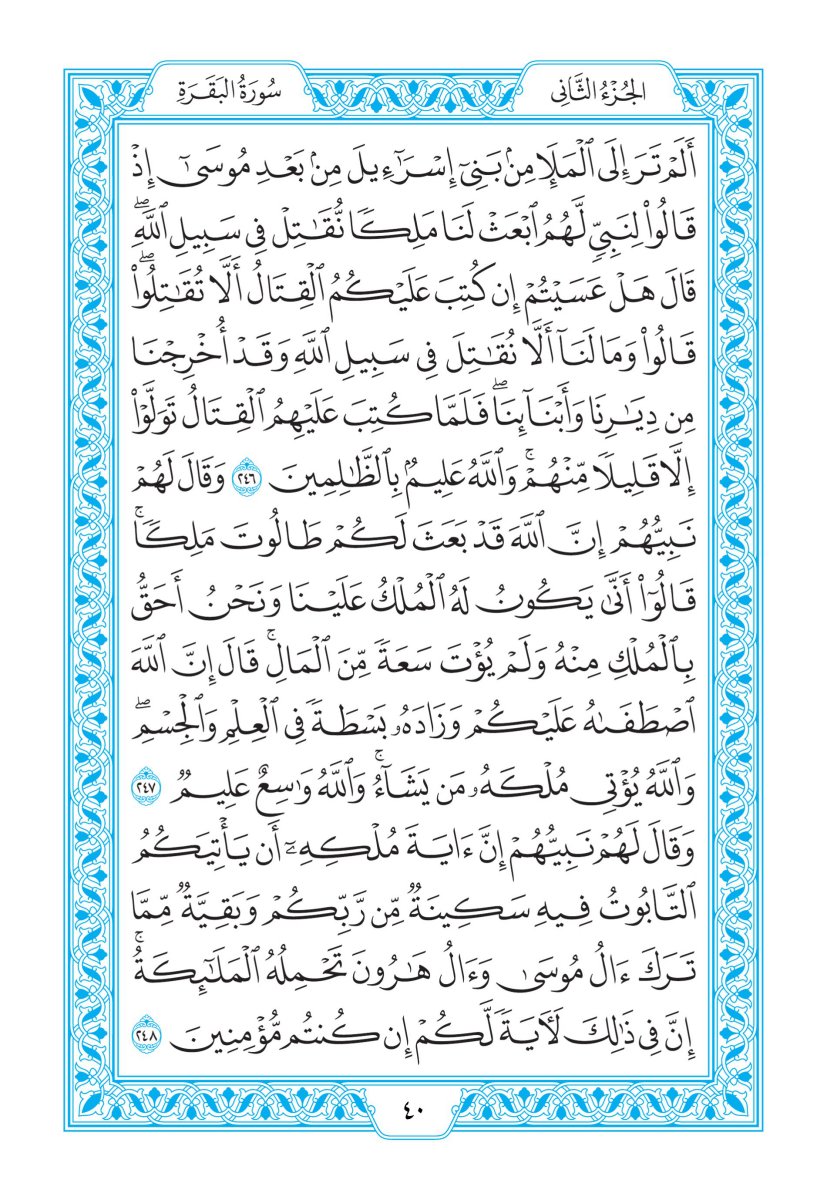 الجُزْءُ الثَّانِي
سُورَةُ البَقَرَةِ
أَلَمۡ تَرَ إِلَى ٱلۡمَلَإِ مِنۢ بَنِيٓ إِسۡرَٰٓءِيلَ مِنۢ بَعۡدِ مُوسَىٰٓ إِذۡ
قَالُواْ لِنَبِيّٖ لَّهُمُ ٱبۡعَثۡ لَنَا مَلِكٗا نُّقَٰتِلۡ فِي سَبِيلِ ٱللَّهِۖ
قَالَ هَلۡ عَسَيۡتُمۡ إِن كُتِبَ عَلَيۡكُمُ ٱلۡقِتَالُ أَلَّا تُقَٰتِلُواْۖ
قَالُواْ وَمَا لَنَآ أَلَّا نُقَٰتِلَ فِي سَبِيلِ ٱللَّهِ وَقَدۡ أُخۡرِجۡنَا
مِن دِيَٰرِنَا وَأَبۡنَآئِنَاۖ فَلَمَّا كُتِبَ عَلَيۡهِمُ ٱلۡقِتَالُ تَوَلَّوۡاْ
إِلَّا قَلِيلٗا مِّنۡهُمۡۚ وَٱللَّهُ عَلِيمُۢ بِٱلظَّٰلِمِينَ ٢٤٦ وَقَالَ لَهُمۡ
نَبِيُّهُمۡ إِنَّ ٱللَّهَ قَدۡ بَعَثَ لَكُمۡ طَالُوتَ مَلِكٗاۚ
قَالُوٓاْ أَنَّىٰ يَكُونُ لَهُ ٱلۡمُلۡكُ عَلَيۡنَا وَنَحۡنُ أَحَقُّ
بِٱلۡمُلۡكِ مِنۡهُ وَلَمۡ يُؤۡتَ سَعَةٗ مِّنَ ٱلۡمَالِۚ قَالَ إِنَّ ٱللَّهَ
ٱصۡطَفَىٰهُ عَلَيۡكُمۡ وَزَادَهُۥ بَسۡطَةٗ فِي ٱلۡعِلۡمِ وَٱلۡجِسۡمِۖ
وَٱللَّهُ يُؤۡتِي مُلۡكَهُۥ مَن يَشَآءُۚ وَٱللَّهُ وَٰسِعٌ عَلِيمٞ ٢٤٧
وَقَالَ لَهُمۡ نَبِيُّهُمۡ إِنَّ ءَايَةَ مُلۡكِهِۦٓ أَن يَأۡتِيَكُمُ
ٱلتَّابُوتُ فِيهِ سَكِينَةٞ مِّن رَّبِّكُمۡ وَبَقِيَّةٞ مِّمَّا
تَرَكَ ءَالُ مُوسَىٰ وَءَالُ هَٰرُونَ تَحۡمِلُهُ ٱلۡمَلَٰٓئِكَةُۚ
إِنَّ فِي ذَٰلِكَ لَأٓيَةٗ لَّكُمۡ إِن كُنتُم مُّؤۡمِنِينَ ٢٤٨
٤٠